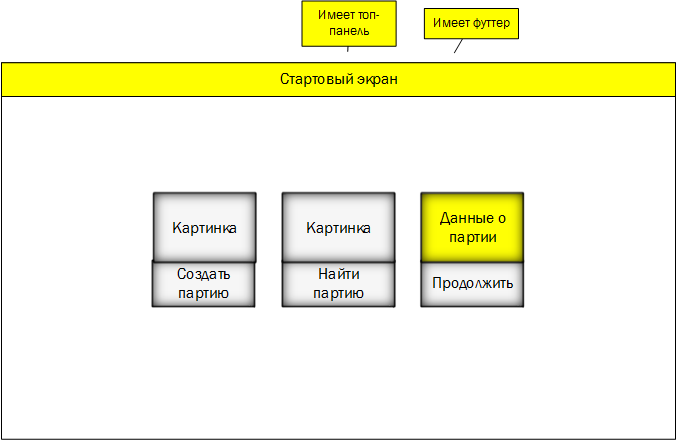 Имеет топ-
панель
Имеет футтер
Стартовый экран
Картинка
Создать
партию
Картинка
Найти
партию
Данные о
партии
Продолжить